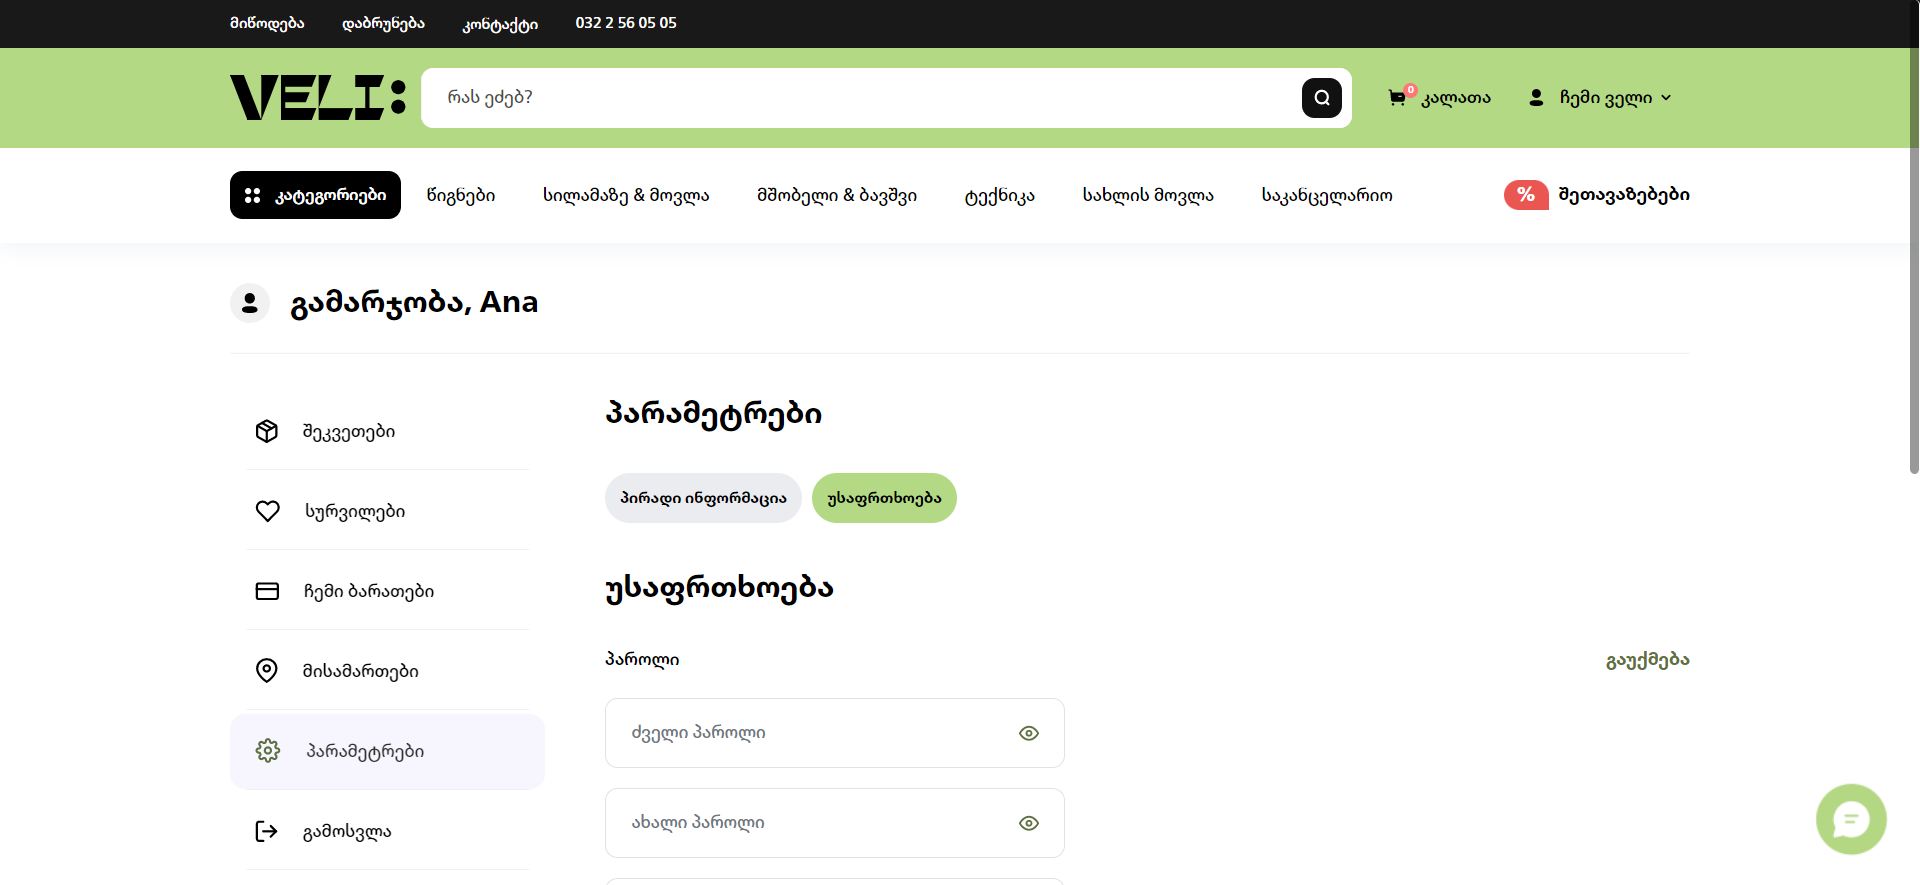 მიწოდება დაბრუნება კონტაქტი 032 2 56 05 05
VELI: რას ეძებ? 0 კალათა ჩემი ველი
კატეგორიები წიგნები სილამაზე & მოვლა მშობელი & ბავშვი ტექნიკა სახლის მოვლა საკანცელარიო % შეთავაზებები
გამარჯობა, Ana
პარამეტრები
შეკვეთები
პირადი ინფორმაცია უსაფრთხოება
სურვილები
უსაფრთხოება
ჩემი ბარათები
პაროლი გაუქმება
მისამართები
ძველი პაროლი
პარამეტრები
ახალი პაროლი
გამოსვლა